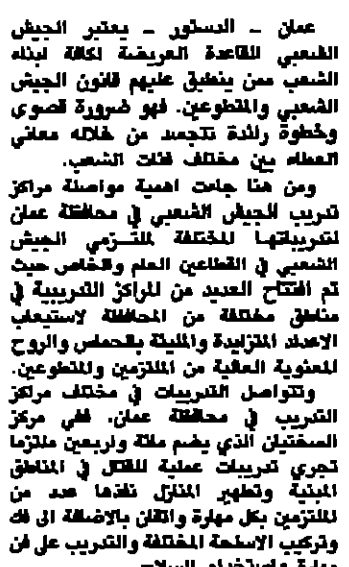 عمان ـ الدستور ـ يعتبر الجيش
الشعبي القاعدة العريضة لكافة ابناء
الشعب ممن ينطبق عليهم قانون الجيش
الشعبي والمتطوعين. فهو ضرورة قصوى
وخطوة رائدة تتجسد من خلاله معاني
العطاء بين مختلف فئات الشعب.
ومن هنا جاءت اهمية مواصلة مراكز
تدريب الجيش الشعبي في محافظة عمان
لتدريباتها المختلفة لملتزمي الجيش
الشعبي في القطاعين العام والخاص حيث
تم افتتاح العديد من المراكز التدريبية في
مناطق مختلفة من المحافظة لاستيعاب
الاعداد المتزايدة والمليئة بالحماس والروح
المعنوية العالية من الملتزمين والمتطوعين.
وتتواصل التدريبات في مختلف مراكز
التدريب في محافظة عمان. ففي مركز
السختيان الذي يضم مائة واربعين ملتزما
تجري تدريبات عملية للقتال في المناطق
المبنية وتطهير المنازل نفذها عدد من
الملتزمين بكل مهارة واتقان بالاضافة الى فك
وتركيب الاسلحة المختلفة والتدريب على فن